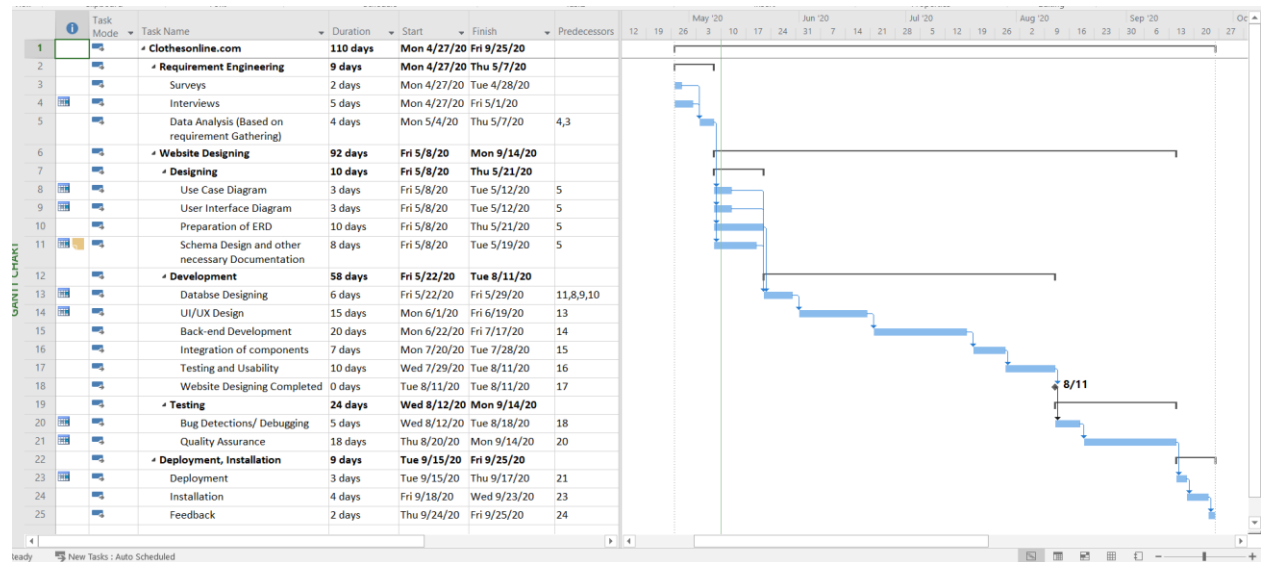 May '20 Jun '20 Jul '20 Aug '20 Sep '20 Oc
Task Mode Task Name Duration Start Finish Predecessors 12 19 26 3 10 17 24 31 7 14 21 28 5 12 19 26 2 9 16 23 30 6 13 20 27
1 Clothesonline.com 110 days Mon 4/27/20 Fri 9/25/20
2 Requirement Engineering 9 days Mon 4/27/20 Thu 5/7/20
3 Surveys 2 days Mon 4/27/20 Tue 4/28/20
4 Interviews 5 days Mon 4/27/20 Fri 5/1/20
5 Data Analysis (Based on 4 days Mon 5/4/20 Thu 5/7/20 4,3
requirement Gathering)
6 Website Designing 92 days Fri 5/8/20 Mon 9/14/20
7 Designing 10 days Fri 5/8/20 Thu 5/21/20
8 Use Case Diagram 3 days Fri 5/8/20 Tue 5/12/20 5
9 User Interface Diagram 3 days Fri 5/8/20 Tue 5/12/20 5
10 Preparation of ERD 10 days Fri 5/8/20 Thu 5/21/20 5
11 Schema Design and other 8 days Fri 5/8/20 Tue 5/19/20 5
necessary Documentation
GANTT CHART
12 Development 58 days Fri 5/22/20 Tue 8/11/20
13 Databse Designing 6 days Fri 5/22/20 Fri 5/29/20 11,8,9,10
14 UI/UX Design 15 days Mon 6/1/20 Fri 6/19/20 13
15 Back-end Development 20 days Mon 6/22/20 Fri 7/17/20 14
16 Integration of components 7 days Mon 7/20/20 Tue 7/28/20 15
17 Testing and Usability 10 days Wed 7/29/20 Tue 8/11/20 16
18 Website Designing Completed 0 days Tue 8/11/20 Tue 8/11/20 17 8/11
19 Testing 24 days Wed 8/12/20 Mon 9/14/20
20 Bug Detections/ Debugging 5 days Wed 8/12/20 Tue 8/18/20 18
21 Quality Assurance 18 days Thu 8/20/20 Mon 9/14/20 20
22 Deployment, Installation 9 days Tue 9/15/20 Fri 9/25/20
23 Deployment 3 days Tue 9/15/20 Thu 9/17/20 21
24 Installation 4 days Fri 9/18/20 Wed 9/23/20 23
25 Feedback 2 days Thu 9/24/20 Fri 9/25/20 24
Ready New Tasks : Auto Scheduled